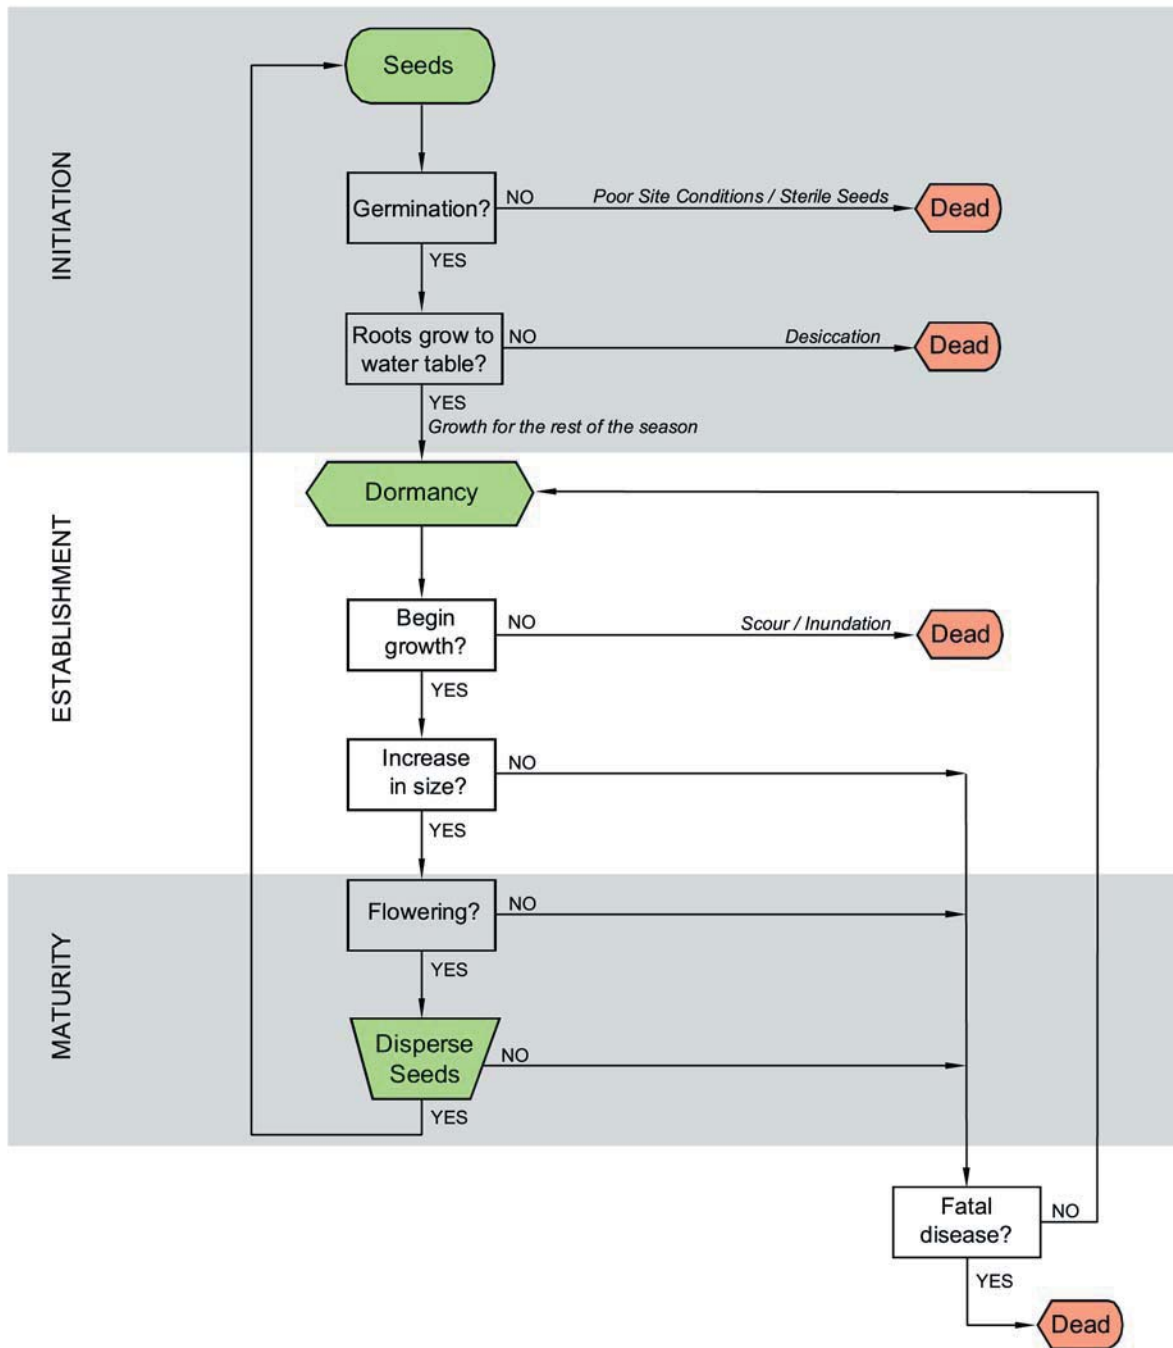 INITIATION
Seeds
Germination?
NO
Poor Site Conditions / Sterile Seeds
Dead
YES
Roots grow to
water table?
NO
Desiccation
Dead
YES
Growth for the rest of the season
ESTABLISHMENT
Dormancy
Begin
growth?
NO
Scour / Inundation
Dead
YES
Increase
in size?
NO
YES
MATURITY
Flowering?
NO
YES
Disperse
Seeds
NO
YES
Fatal
disease?
NO
YES
Dead